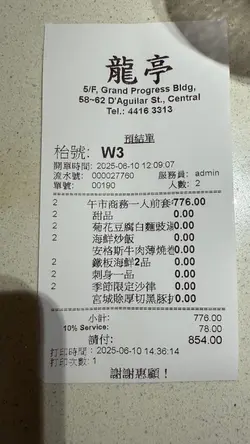 龍亭
5/F, Grand Progress Bldg,
58~62 D'Aguilar St., Central
Tel.: 4416 3313
預結單
枱號: W3
開單時間: 2025-06-10 12:09:07
流水號: 000027760 服務員: admin
單號: 00190 人數: 2
2 午市商務一人前套 776.00
2 甜品 0.00
2 菊花豆腐白麵豉湯 0.00
2 海鮮炒飯 0.00
安格斯牛肉薄燒 0.00
2 鐵板海鮮2品 0.00
2 刺身一品 0.00
2 季節限定沙律 0.00
宮城險厚切黑豚扒 0.00
小計: 776.00
10% Service: 78.00
請付: 854.00
打印時間: 2025-06-10 14:36:14
打印次數: 1
謝謝惠顧!